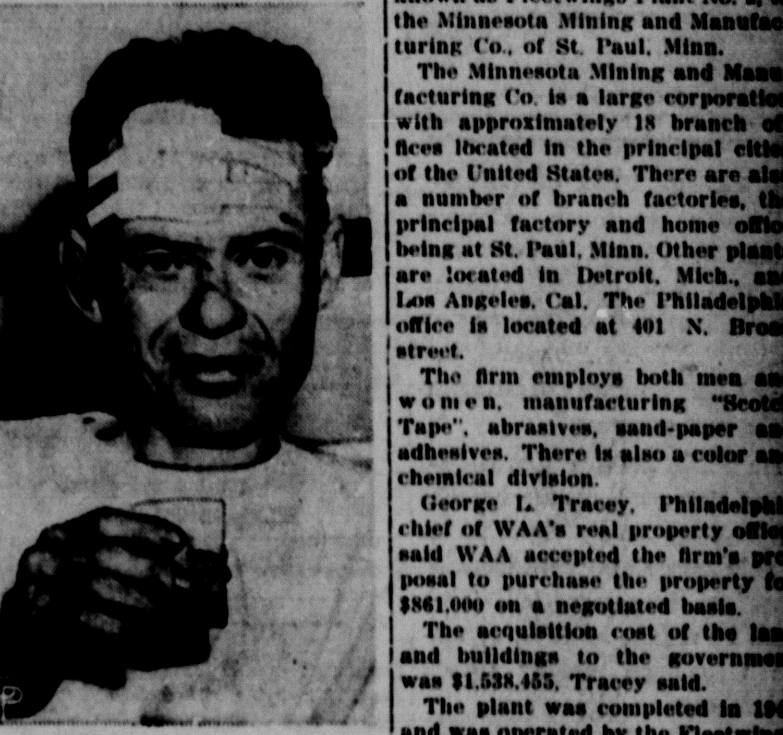 the Minnesota Mining and Manufac
turing Co., of St. Paul, Minn.
The Minnesota Mining and Manu
facturing Co. is a large corporatio
with approximately 18 branch of
fices located in the principal citie
of the United States. There are als
a number of branch factories, th
principal factory and home offic
being at St. Paul, Minn. Other plant
are located in Detroit, Mich., an
Los Angeles, Cal. The Philadelphi
office is located at 401 N. Broa
street.
The firm employs both men an
women, manufacturing "Scotc
Tape", abrasives, sand-paper an
adhesives. There is also a color an
chemical division.
George L. Tracey, Philadelphi
chief of WAA's real property offic
said WAA accepted the firm's pro
posal to purchase the property fo
$861,000 on a negotiated basis.
The acquisition cost of the lan
and buildings to the governmen
was $1,538,455, Tracey said.
The plant was completed in 194
and was operated by the